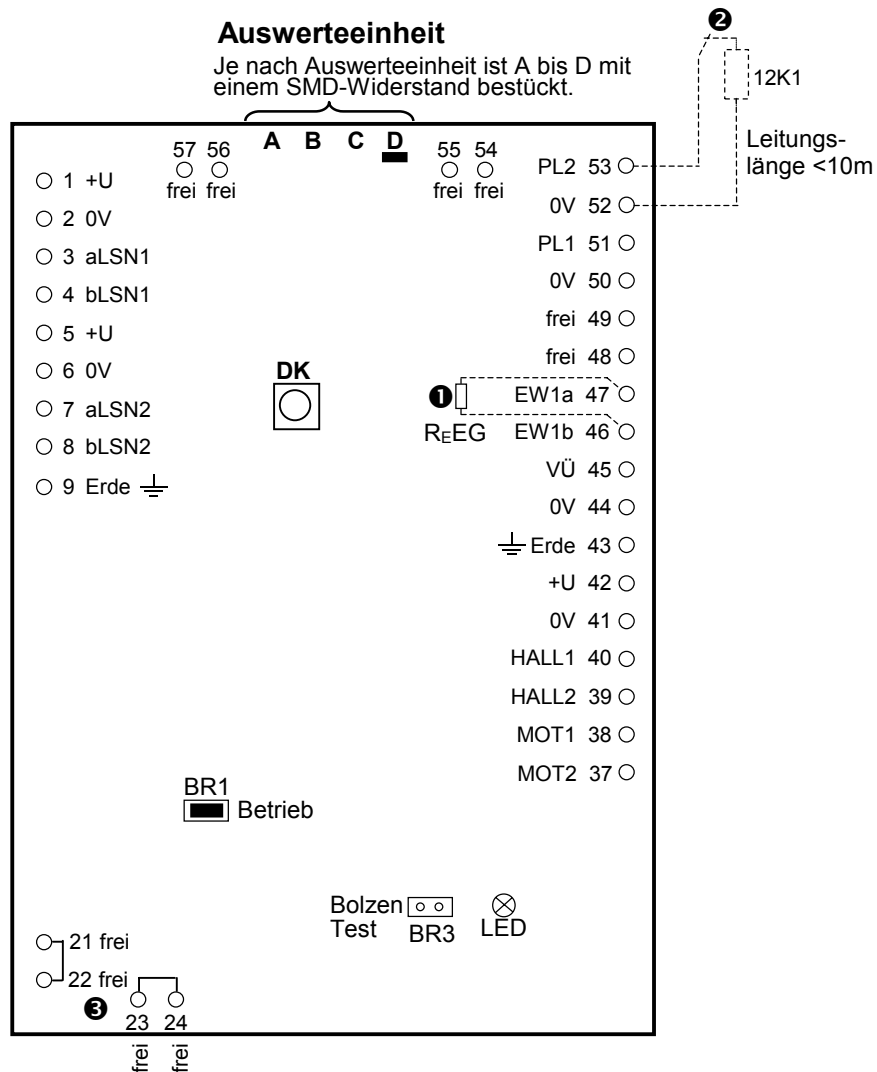 Auswerteeinheit
Je nach Auswerteeinheit ist A bis D mit
einem SMD-Widerstand bestückt.
❷
12K1
Leitungs-
länge <10m
A B C D
57 56
frei frei
55 54
frei frei
1 +U
2 0V
3 aLSN1
4 bLSN1
5 +U
6 0V
7 aLSN2
8 bLSN2
9 Erde
DK
PL2 53
0V 52
PL1 51
0V 50
frei 49
frei 48
EW1a 47
EW1b 46
VÜ 45
0V 44
Erde 43
+U 42
0V 41
HALL1 40
HALL2 39
MOT1 38
MOT2 37
❶
REEG
BR1
Betrieb
Bolzen
Test
BR3
LED
21 frei
22 frei
❸
23 24
frei frei